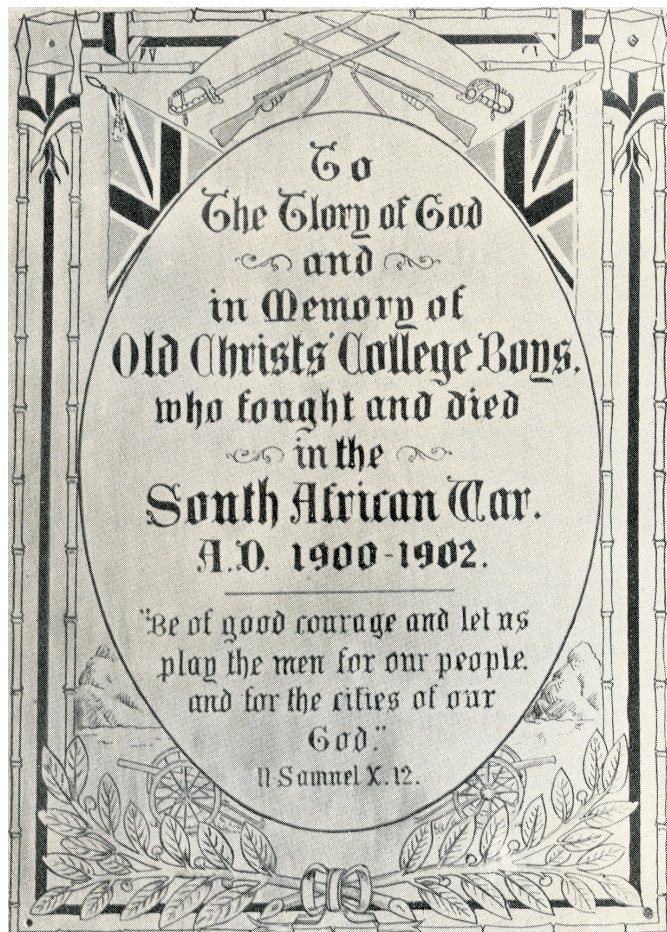 To
The Glory of God
and
in Memory of
Old Christs' College Boys,
who fought and died
in the
South African War.
A.D. 1900-1902.
"Be of good courage and let us
play the men for our people.
and for the cities of our
God."
II Samuel X.12.